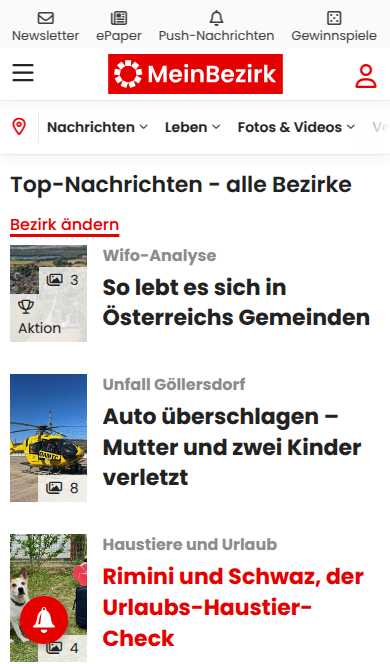 Newsletter ePaper Push-Nachrichten Gewinnspiele
MeinBezirk
Nachrichten Leben Fotos & Videos
Top-Nachrichten - alle Bezirke
Bezirk ändern
3
Aktion
Wifo-Analyse
So lebt es sich in
Österreichs Gemeinden
8
Unfall Göllersdorf
Auto überschlagen –
Mutter und zwei Kinder
verletzt
4
Haustiere und Urlaub
Rimini und Schwaz, der
Urlaubs-Haustier-
Check